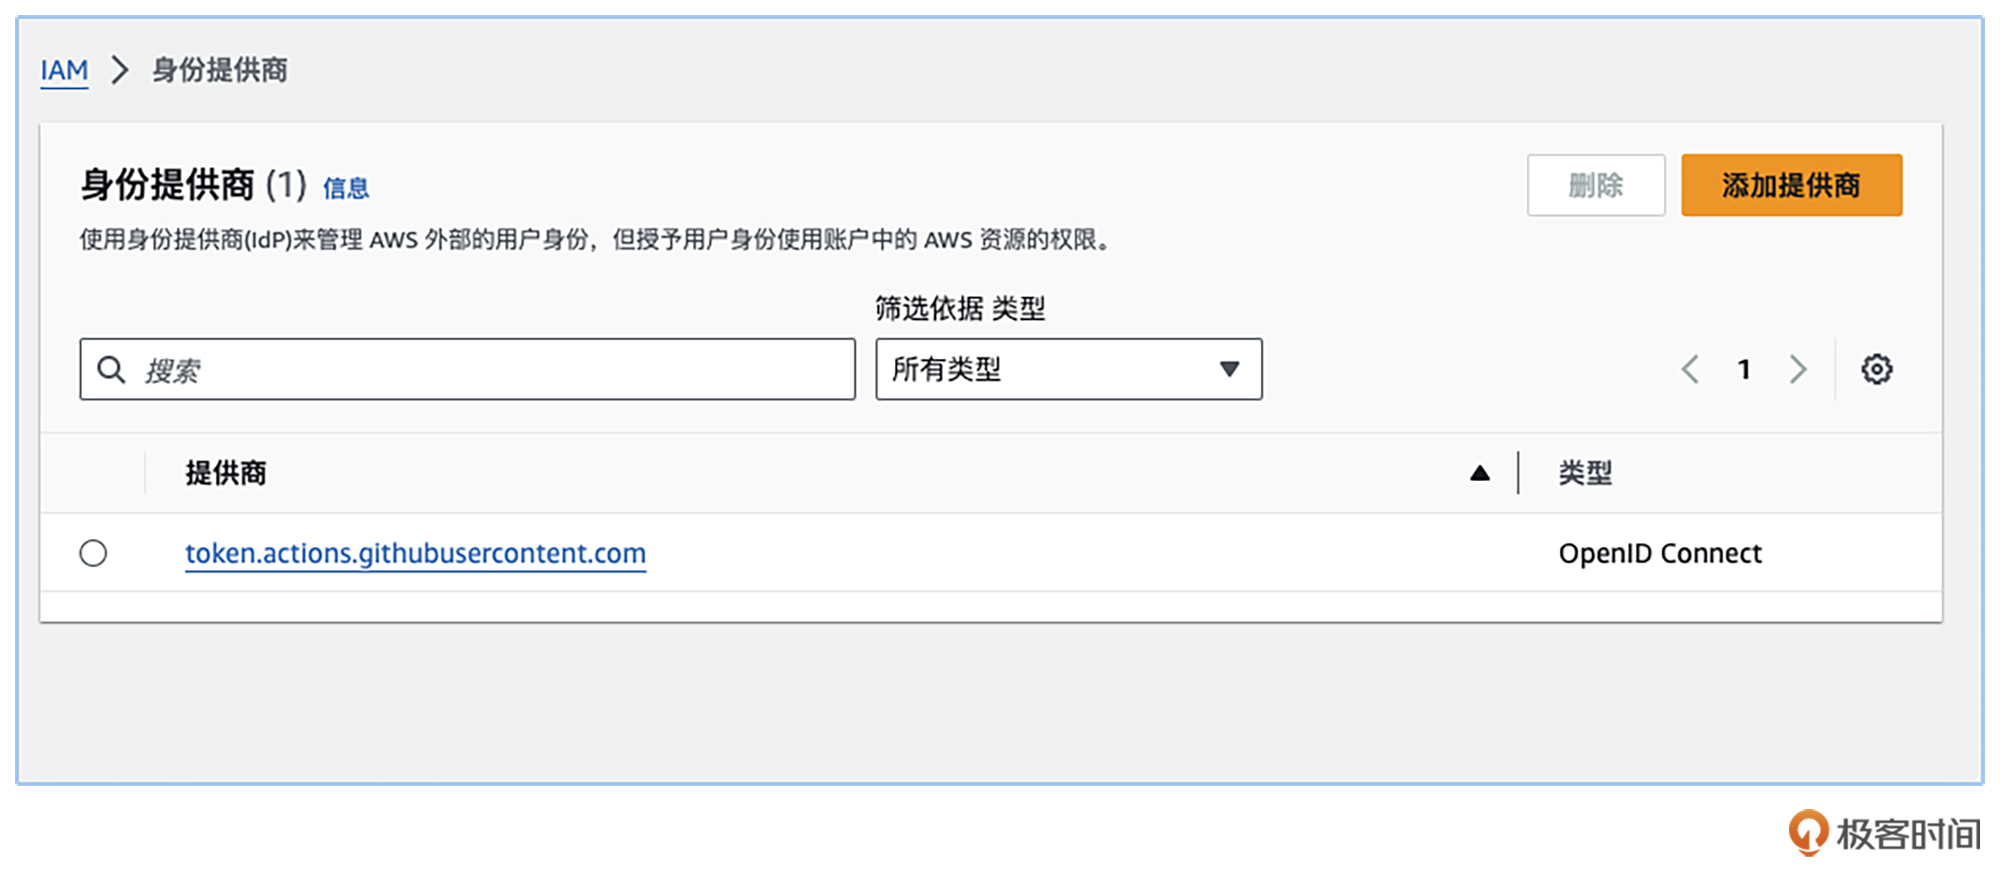 IAM 身份提供商
身份提供商 (1) 信息
删除
添加提供商
使用身份提供商(IdP)来管理 AWS 外部的用户身份，但授予用户身份使用账户中的 AWS 资源的权限。
筛选依据 类型
搜索
所有类型
1
提供商
类型
token.actions.githubusercontent.com
OpenID Connect
极客时间